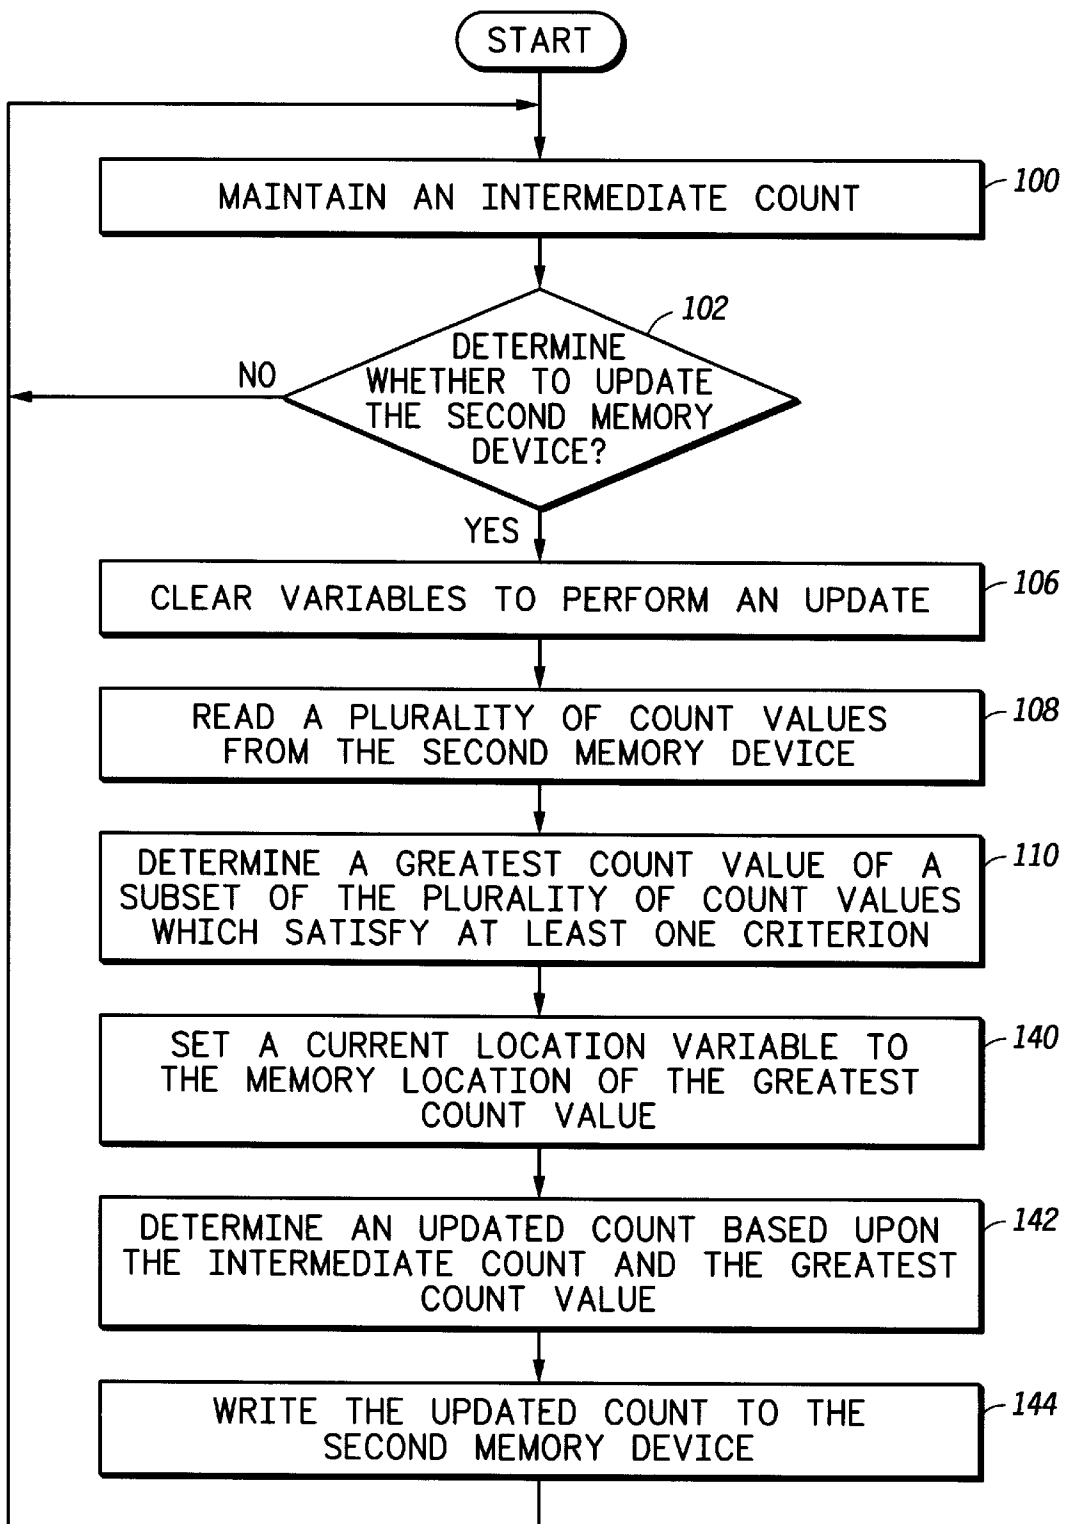 START
MAINTAIN AN INTERMEDIATE COUNT
100
102
DETERMINE
WHETHER TO UPDATE
THE SECOND MEMORY
DEVICE?
NO
YES
CLEAR VARIABLES TO PERFORM AN UPDATE
106
READ A PLURALITY OF COUNT VALUES
FROM THE SECOND MEMORY DEVICE
108
DETERMINE A GREATEST COUNT VALUE OF A
SUBSET OF THE PLURALITY OF COUNT VALUES
WHICH SATISFY AT LEAST ONE CRITERION
110
SET A CURRENT LOCATION VARIABLE TO
THE MEMORY LOCATION OF THE GREATEST
COUNT VALUE
140
DETERMINE AN UPDATED COUNT BASED UPON
THE INTERMEDIATE COUNT AND THE GREATEST
COUNT VALUE
142
WRITE THE UPDATED COUNT TO THE
SECOND MEMORY DEVICE
144